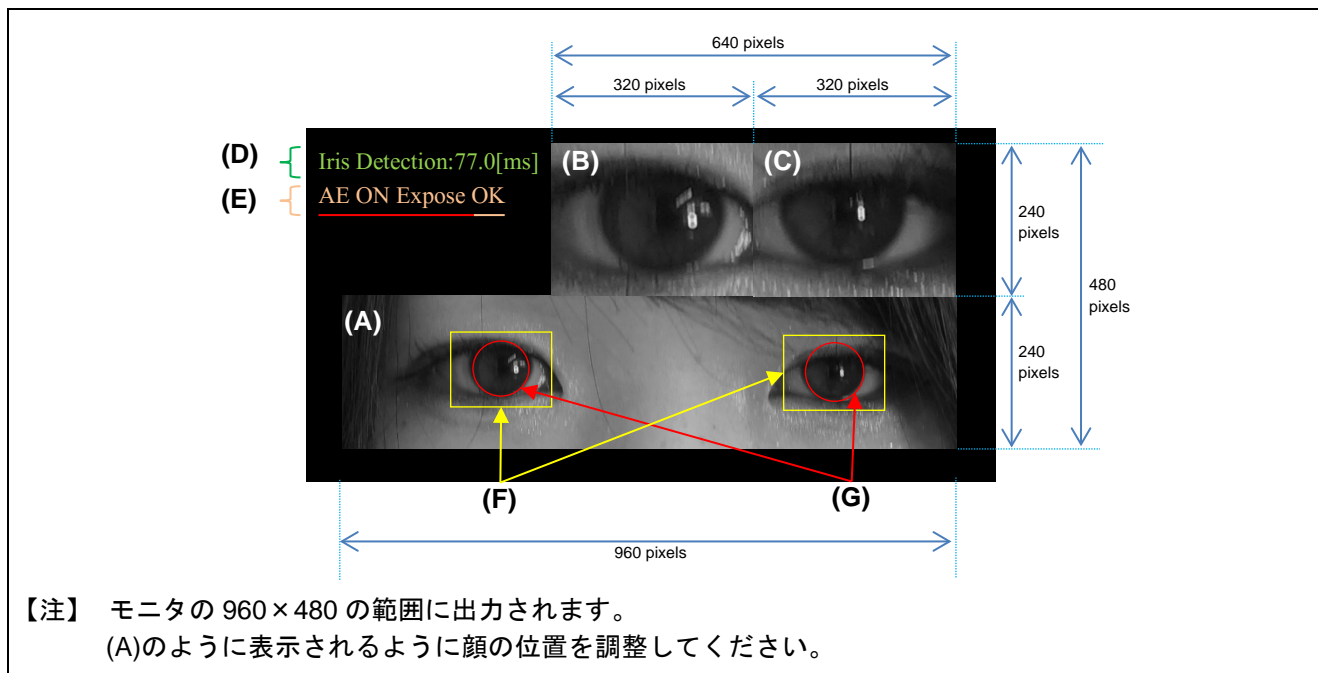 640 pixels
320 pixels
320 pixels
(D)
Iris Detection:77.0[ms]
(B)
(C)
(E)
AE ON Expose OK
240
pixels
480
pixels
(A)
240
pixels
(F)
(G)
960 pixels
【注】 モニタの 960×480 の範囲に出力されます。
(A)のように表示されるように顔の位置を調整してください。